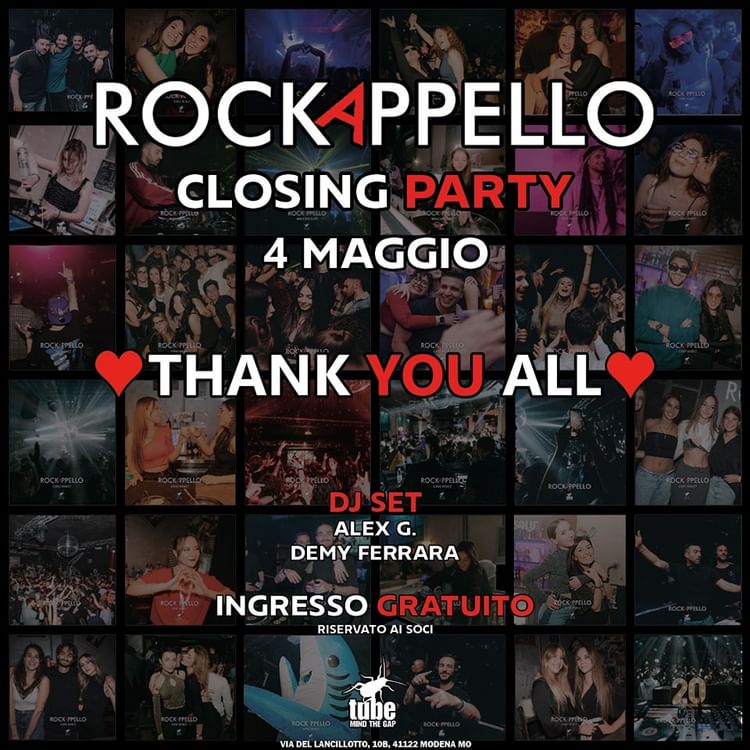 ROCKAPPELLO
CLOSING PARTY
4 MAGGIO
THANK YOU ALL
DJ SET
ALEX G.
DEMY FERRARA
INGRESSO GRATUITO
RISERVATO AI SOCI
tube
MIND THE GAP
VIA DEL LANCILLOTTO, 10B, 41122 MODENA MO